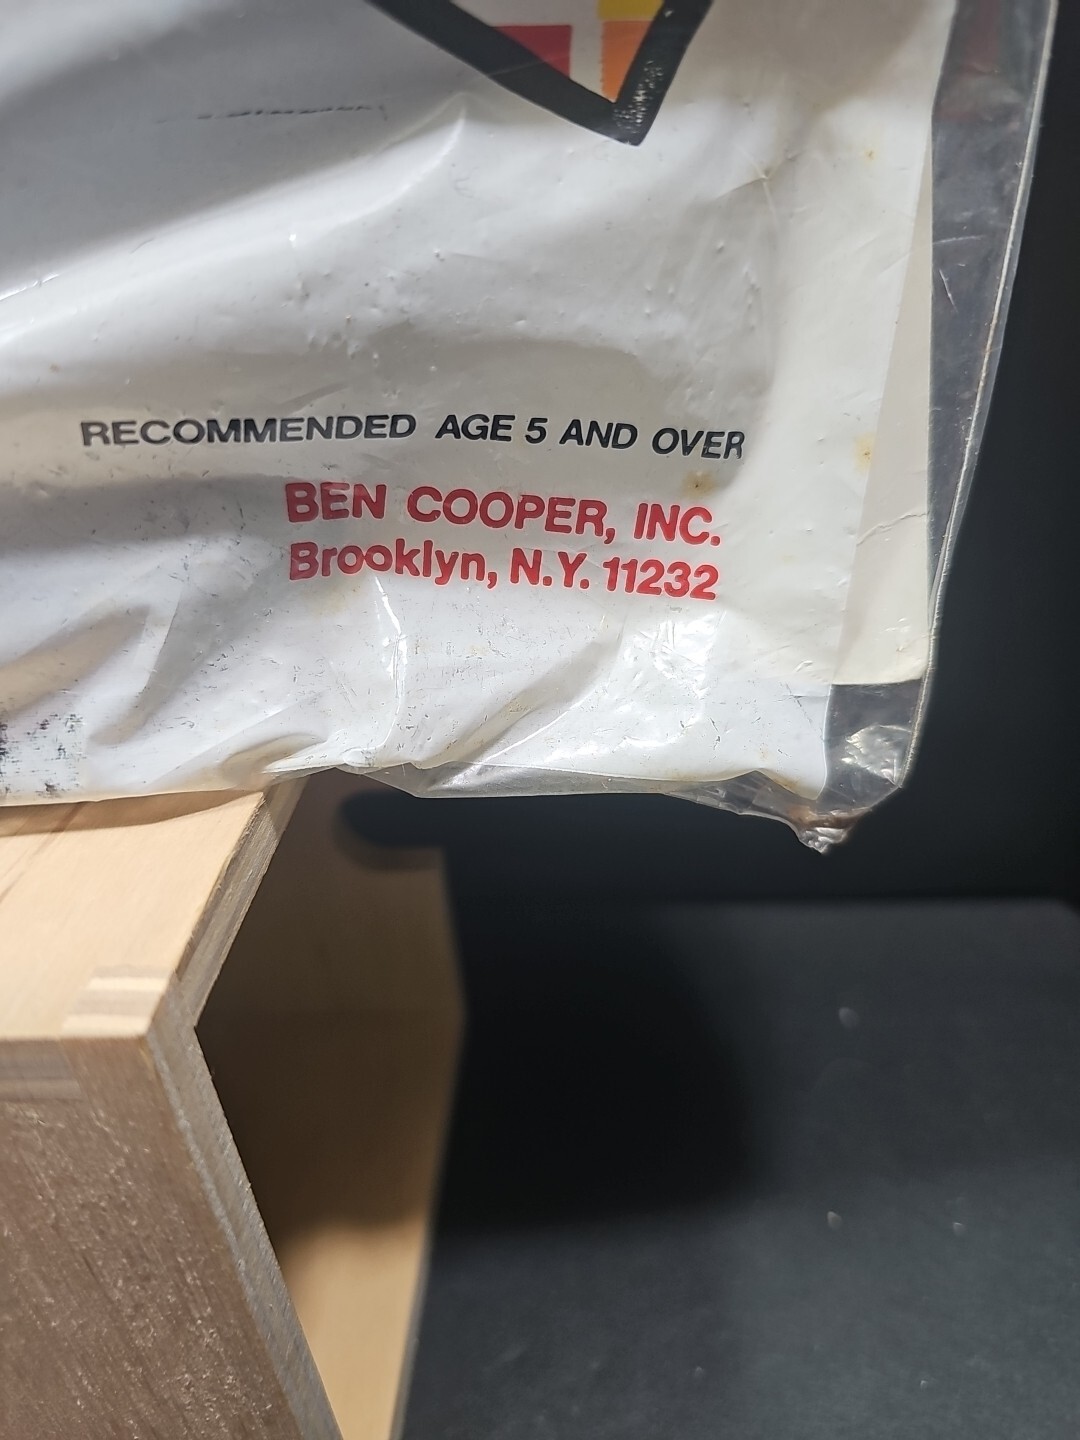 RECOMMENDED AGE 5 AND OVER
BEN COOPER, INC.
Brooklyn, N.Y. 11232